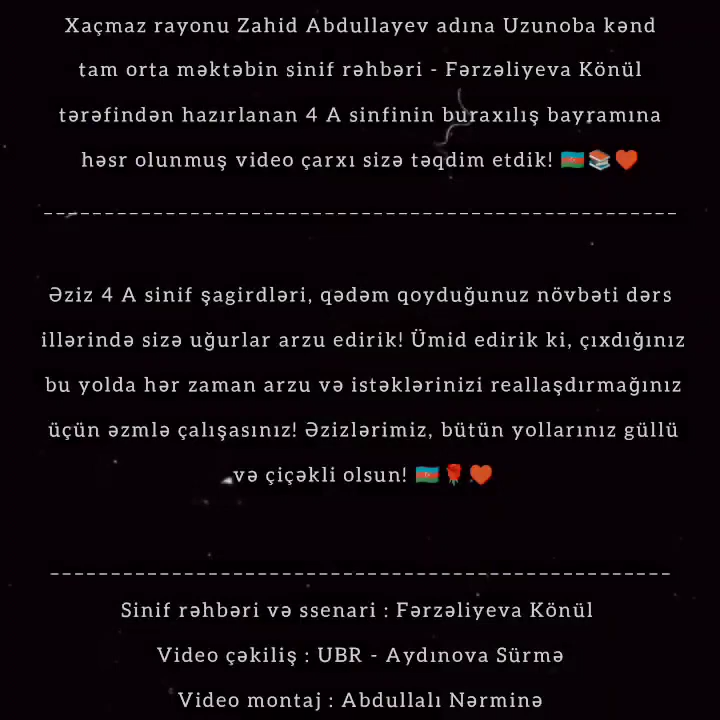 Xaçmaz rayonu Zahid Abdullayev adına Uzunoba kənd
tam orta məktəbin sinif rəhbəri - Fərzəliyeva Könül
tərəfindən hazırlanan 4 A sinfinin buraxılış bayramına
həsr olunmuş video çarxı sizə təqdim etdik! 🇦🇿📚♥️
____________________________________________________
Əziz 4 A sinif şagirdləri, qədəm qoyduğunuz növbəti dərs
illərində sizə uğurlar arzu edirik! Ümid edirik ki, çıxdığınız
bu yolda hər zaman arzu və istəklərinizi reallaşdırmağınız
üçün əzmlə çalışasınız! Əzizlərimiz, bütün yollarınız güllü
və çiçəkli olsun! 🇦🇿🌹♥️
___________________________________________________
Sinif rəhbəri və ssenari : Fərzəliyeva Könül
Video çəkiliş : UBR - Aydınova Sürmə
Video montaj : Abdullalı Nərminə